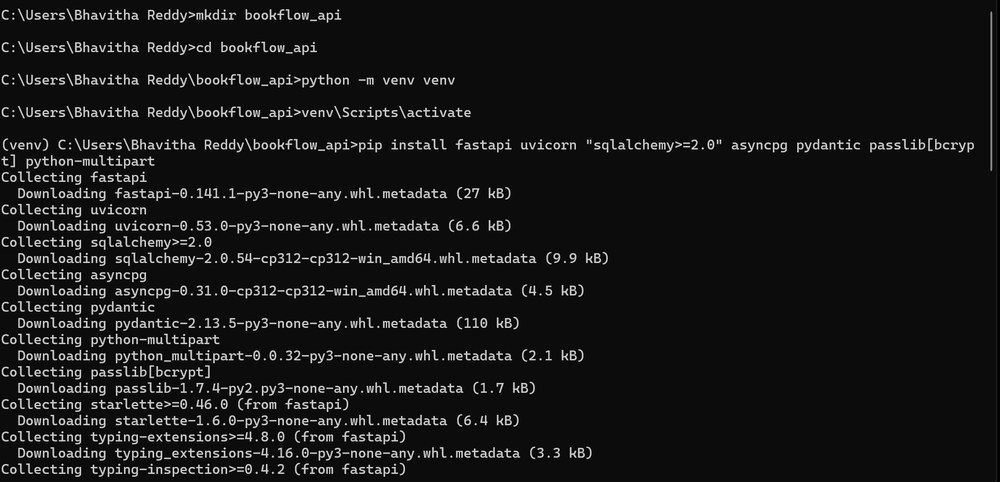 C:\Users\Bhavitha Reddy>mkdir bookflow_api
C:\Users\Bhavitha Reddy>cd bookflow_api
C:\Users\Bhavitha Reddy\bookflow_api>python -m venv venv
C:\Users\Bhavitha Reddy\bookflow_api>venv\Scripts\activate
(venv) C:\Users\Bhavitha Reddy\bookflow_api>pip install fastapi uvicorn "sqlalchemy>=2.0" asyncpg pydantic passlib[bcryp
t] python-multipart
Collecting fastapi
  Downloading fastapi-0.141.1-py3-none-any.whl.metadata (27 kB)
Collecting uvicorn
  Downloading uvicorn-0.53.0-py3-none-any.whl.metadata (6.6 kB)
Collecting sqlalchemy>=2.0
  Downloading sqlalchemy-2.0.54-cp312-cp312-win_amd64.whl.metadata (9.9 kB)
Collecting asyncpg
  Downloading asyncpg-0.31.0-cp312-cp312-win_amd64.whl.metadata (4.5 kB)
Collecting pydantic
  Downloading pydantic-2.13.5-py3-none-any.whl.metadata (110 kB)
Collecting python-multipart
  Downloading python_multipart-0.0.32-py3-none-any.whl.metadata (2.1 kB)
Collecting passlib[bcrypt]
  Downloading passlib-1.7.4-py2.py3-none-any.whl.metadata (1.7 kB)
Collecting starlette>=0.46.0 (from fastapi)
  Downloading starlette-1.6.0-py3-none-any.whl.metadata (6.4 kB)
Collecting typing-extensions>=4.8.0 (from fastapi)
  Downloading typing_extensions-4.16.0-py3-none-any.whl.metadata (3.3 kB)
Collecting typing-inspection>=0.4.2 (from fastapi)